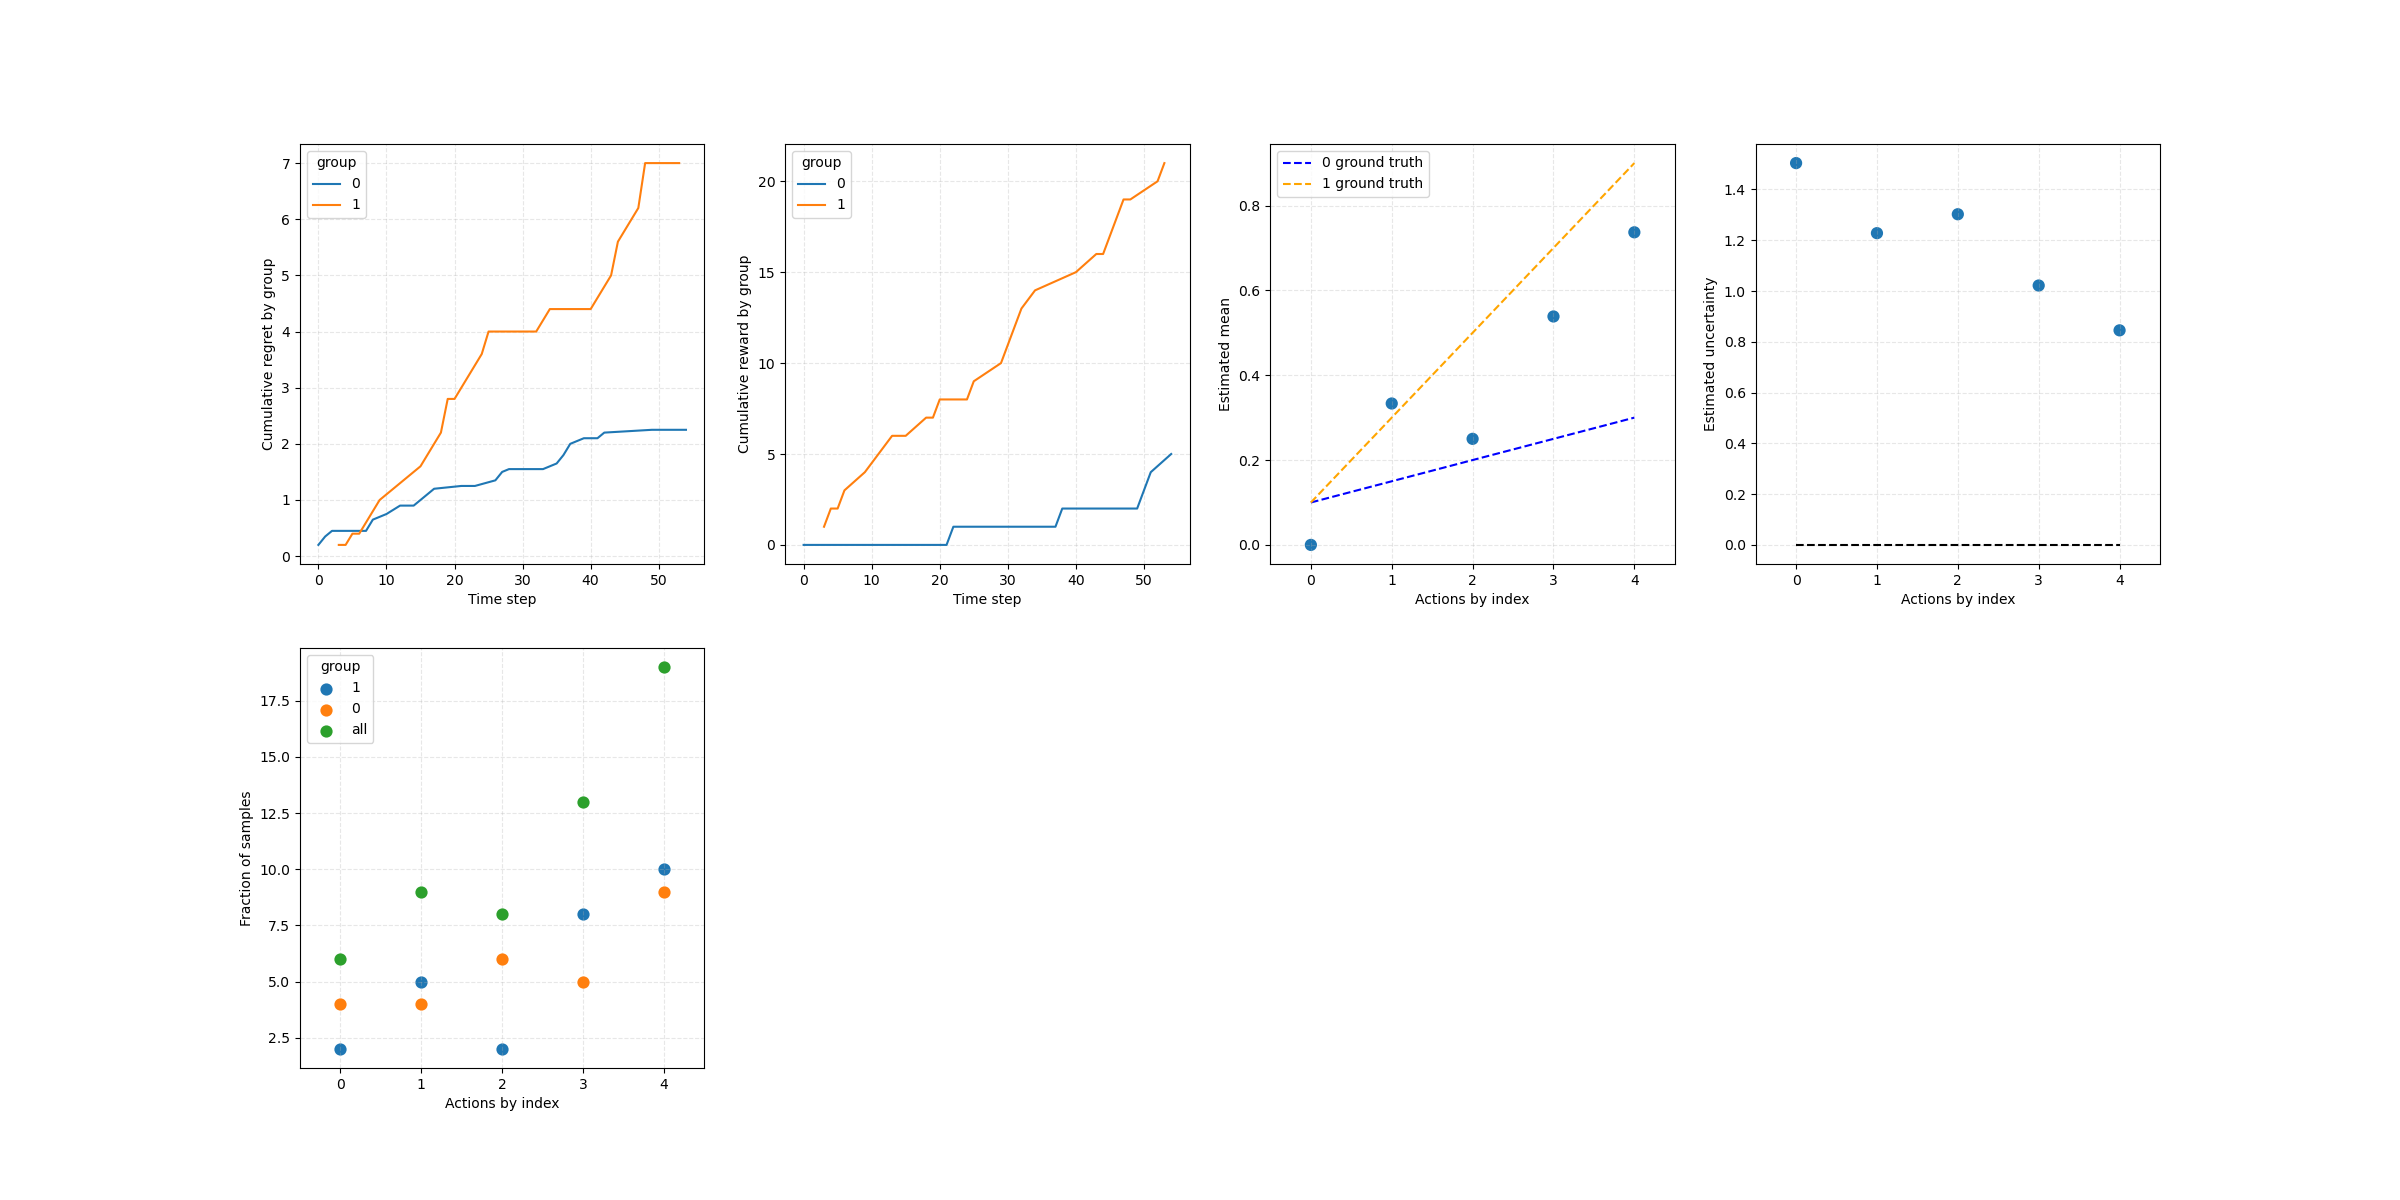 group
0
1
7
6
5
4
3
2
1
0
Cumulative regret by group
0 10 20 30 40 50
Time step
group
0
1
20
15
10
5
0
Cumulative reward by group
0 10 20 30 40 50
Time step
0 ground truth
1 ground truth
0.8
0.6
0.4
0.2
0.0
Estimated mean
0 1 2 3 4
Actions by index
1.4
1.2
1.0
0.8
0.6
0.4
0.2
0.0
Estimated uncertainty
0 1 2 3 4
Actions by index
group
1
0
all
17.5
15.0
12.5
10.0
7.5
5.0
2.5
Fraction of samples
0 1 2 3 4
Actions by index